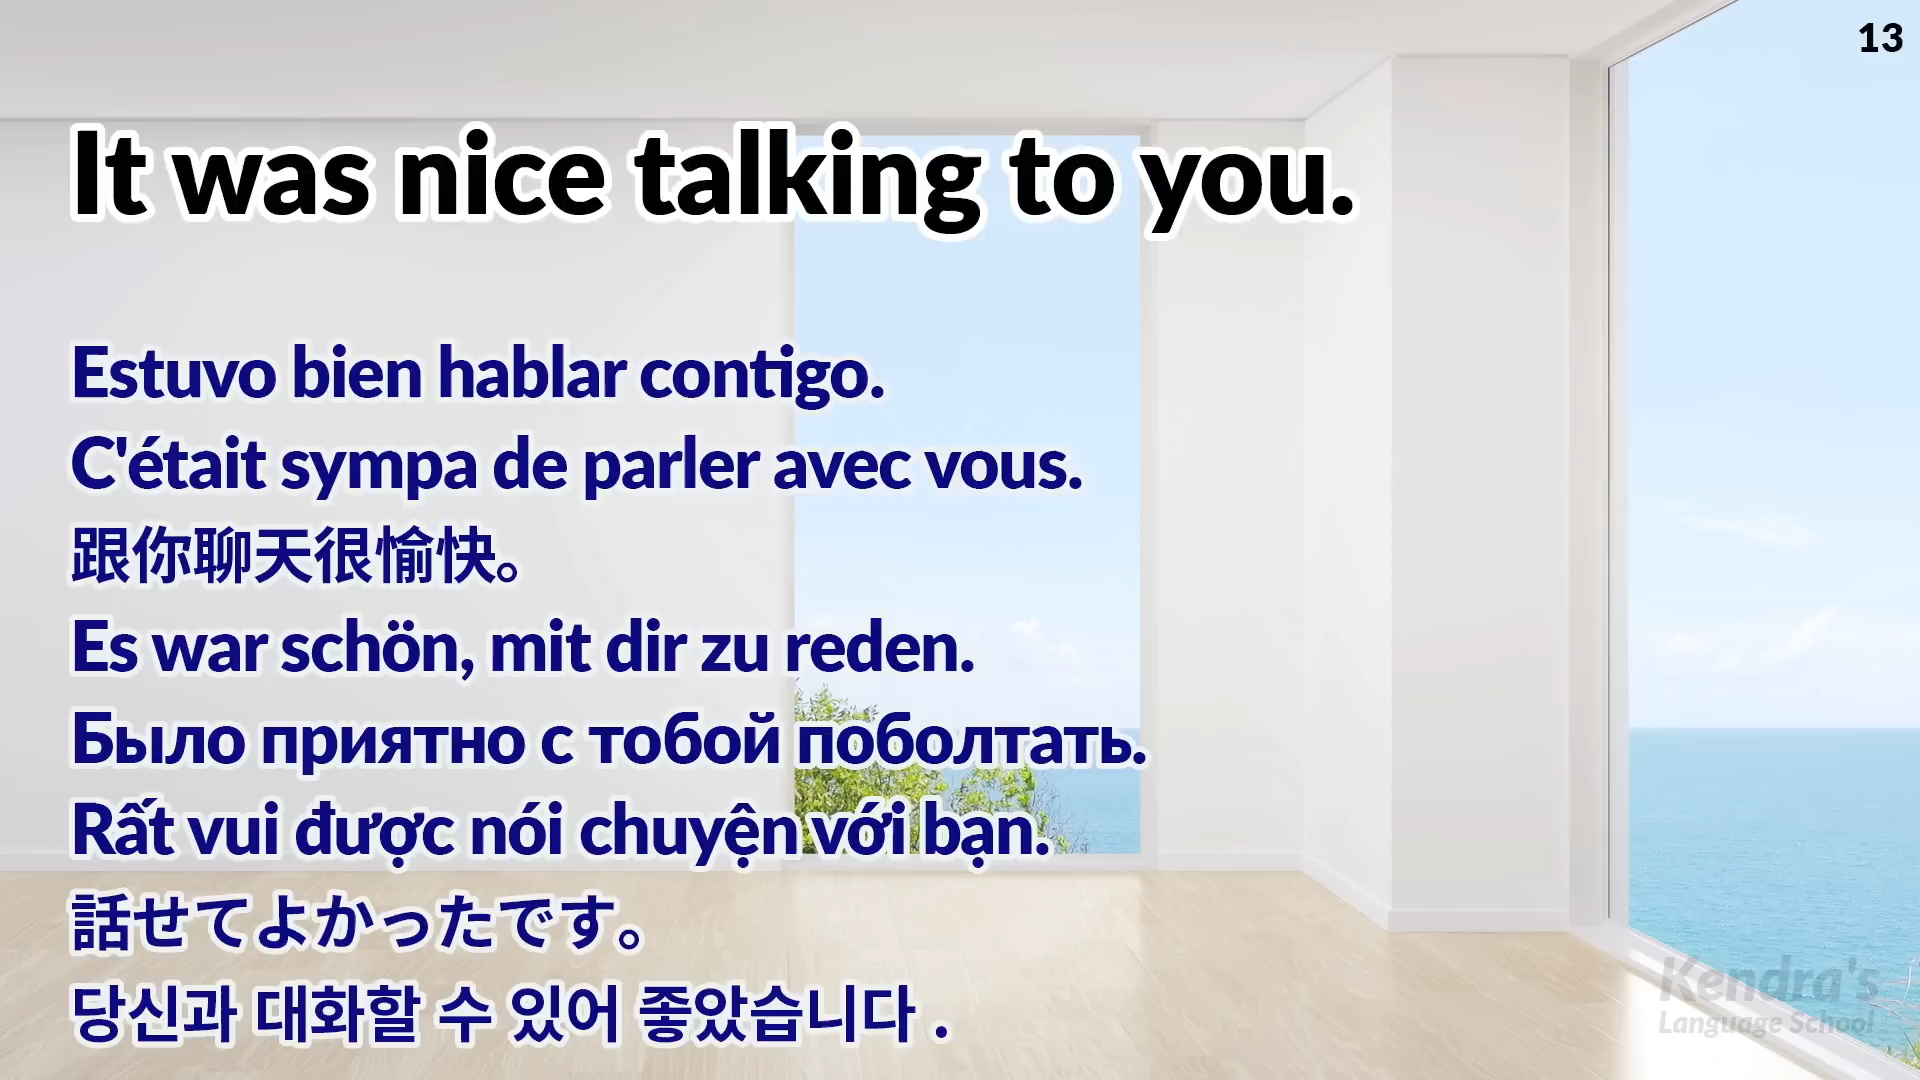 13
It was nice talking to you.
Estuvo bien hablar contigo.
C'était sympa de parler avec vous.
跟你聊天很愉快。
Es war schön, mit dir zu reden.
Было приятно с тобой поболтать.
Rất vui được nói chuyện với bạn.
話せてよかったです。
당신과 대화할 수 있어 좋았습니다 .
Kendra's
Language School